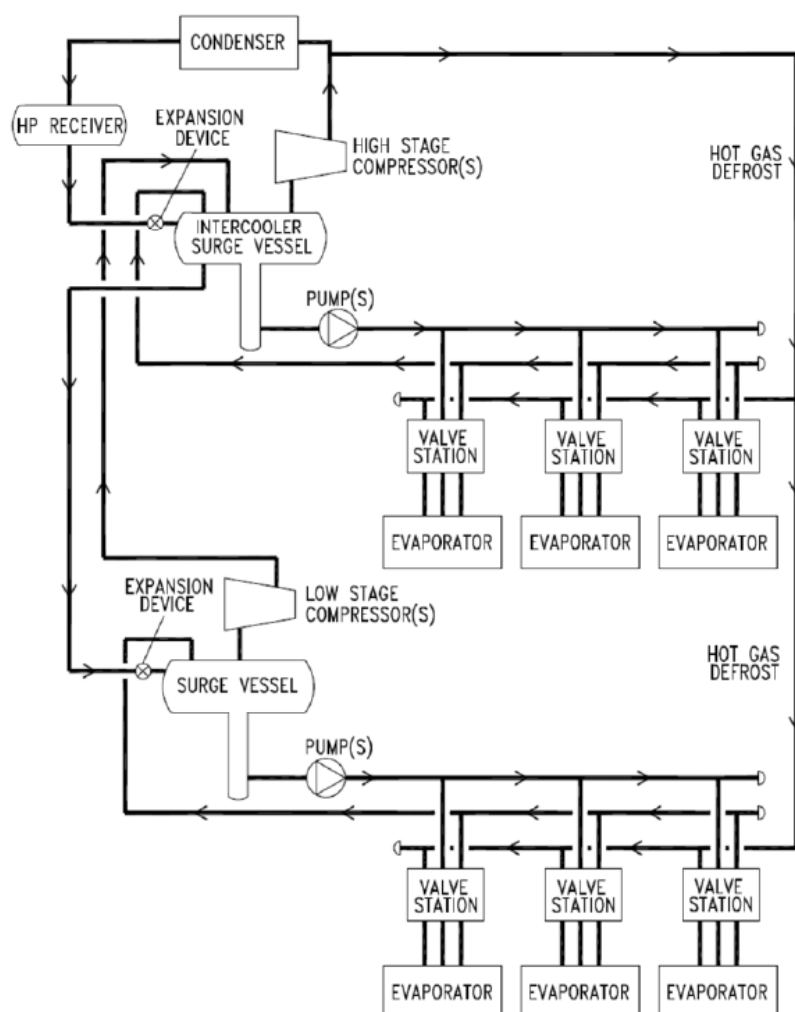 CONDENSER
HP RECEIVER
EXPANSION
DEVICE
HIGH STAGE
COMPRESSOR(S)
HOT GAS
DEFROST
INTERCOOLER
SURGE VESSEL
PUMP(S)
VALVE
STATION
VALVE
STATION
VALVE
STATION
EVAPORATOR
EVAPORATOR
EVAPORATOR
EXPANSION
DEVICE
LOW STAGE
COMPRESSOR(S)
HOT GAS
DEFROST
SURGE VESSEL
PUMP(S)
VALVE
STATION
VALVE
STATION
VALVE
STATION
EVAPORATOR
EVAPORATOR
EVAPORATOR